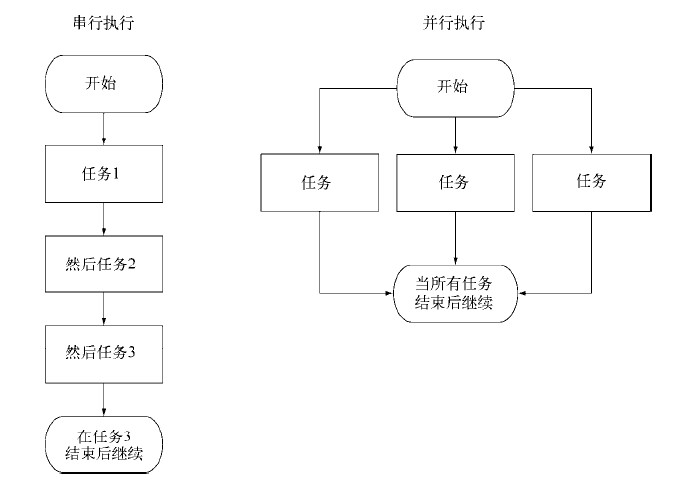 串行执行
开始
任务1
然后任务2
然后任务3
在任务3
结束后继续
并行执行
开始
任务
任务
任务
当所有任务
结束后继续